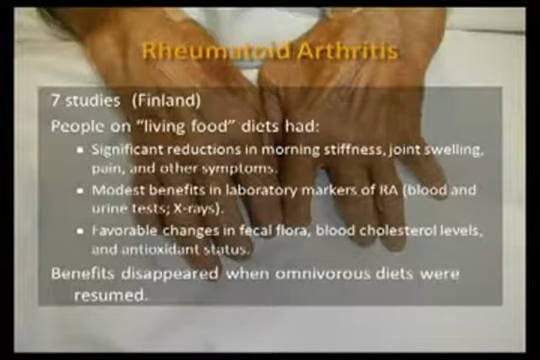 Rheumatoid Arthritis
7 studies (Finland)
People on "living food" diets had:
Significant reductions in morning stiffness, joint swelling,
pain, and other symptoms.
Modest benefits in laboratory markers of RA (blood and
urine tests; X-rays).
Favorable changes in fecal flora, blood cholesterol levels,
and antioxidant status.
Benefits disappeared when omnivorous diets were
resumed.